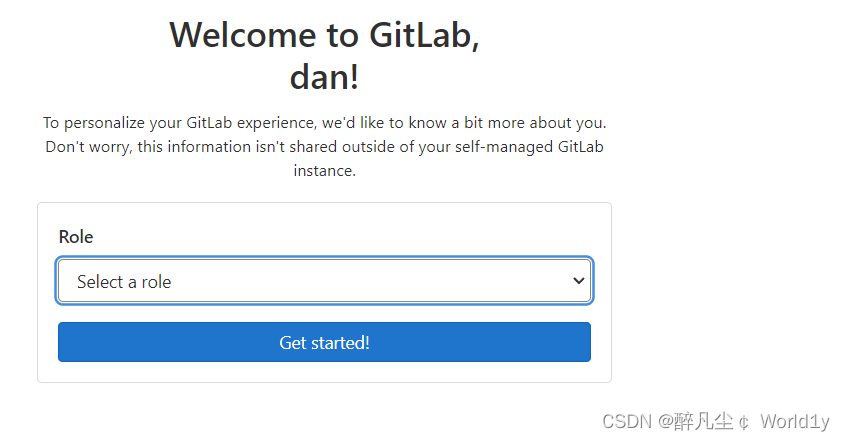 Welcome to GitLab,
dan!
To personalize your GitLab experience, we'd like to know a bit more about you.
Don't worry, this information isn't shared outside of your self-managed GitLab
instance.
Role
Select a role
Get started!
CSDN @醉凡尘￠ World1y